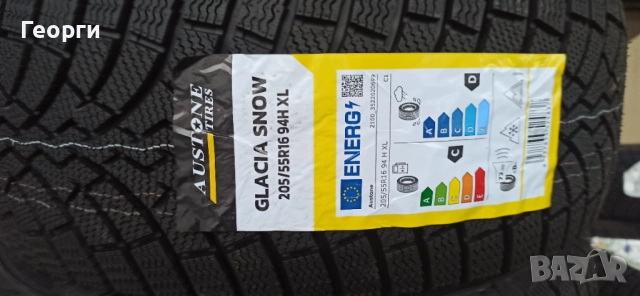 Георги
AUSTONE
TIRES
GLACIA SNOW
205/55R16 94H XL
ENERG
Austone
205/55R16 94 H XL
C1
D
A
B
C
D
E
C
A
B
C
D
E
BAZAR